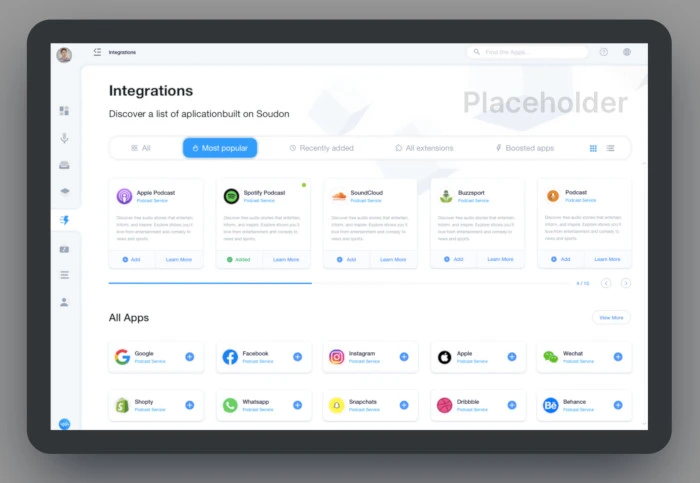 Integrations
Find the Apps...
Integrations
Discover a list of aplicationbuilt on Soudon
Placeholder
All
Most popular
Recently added
All extensions
Boosted apps
Apple Podcast
Podcast Service
Discover free audio stories that entertain,
inform, and inspire. Explore shows you'll
love from entertainment and comedy to
news and sports.
Add
Learn More
Spotify Podcast
Podcast Service
Discover free audio stories that entertain,
inform, and inspire. Explore shows you'll
love from entertainment and comedy to
news and sports.
Added
Learn More
SoundCloud
Podcast Service
Discover free audio stories that entertain,
inform, and inspire. Explore shows you'll
love from entertainment and comedy to
news and sports.
Add
Learn More
Buzzsport
Podcast Service
Discover free audio stories that entertain,
inform, and inspire. Explore shows you'll
love from entertainment and comedy to
news and sports.
Add
Learn More
Podcast
Podcast Service
Discover free audio stories that entertain,
inform, and inspire. Explore shows you'll
love from entertainment and comedy to
news and sports.
Add
Learn More
All Apps
View More
Google
Podcast Service
Facebook
Podcast Service
Instagram
Podcast Service
Apple
Podcast Service
Wechat
Podcast Service
Shopty
Podcast Service
Whatsapp
Podcast Service
Snapchats
Podcast Service
Dribbble
Podcast Service
Behance
Podcast Service